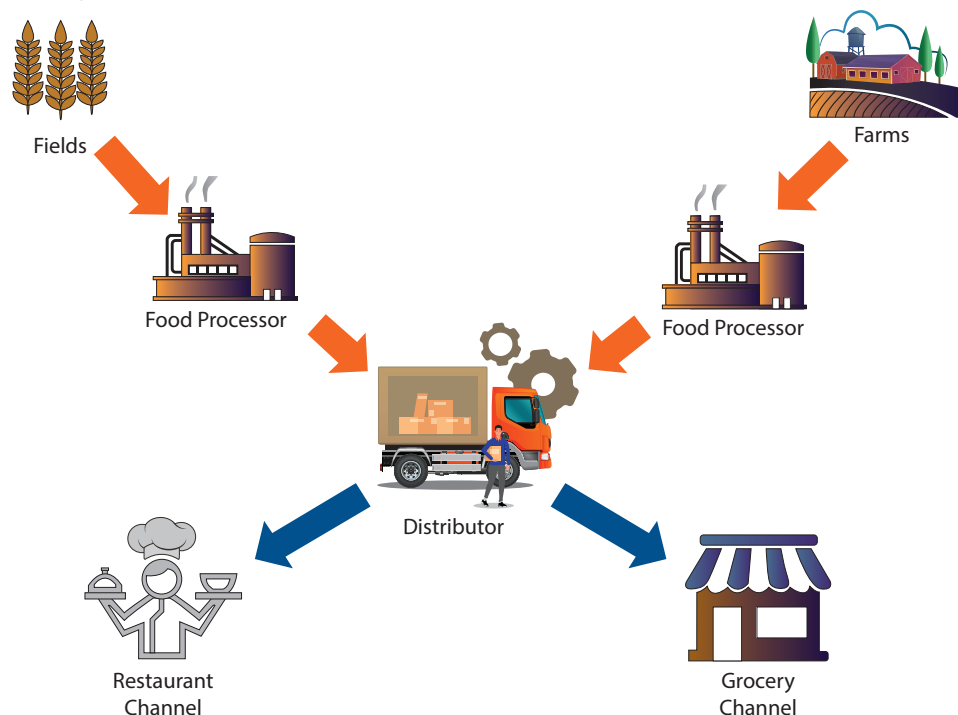 Fields
Farms
Food Processor
Food Processor
Distributor
Restaurant
Channel
Grocery
Channel